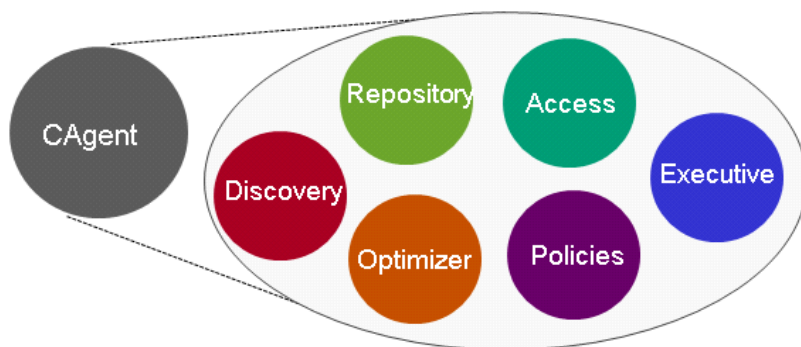 CAgent
Repository
Access
Executive
Discovery
Optimizer
Policies